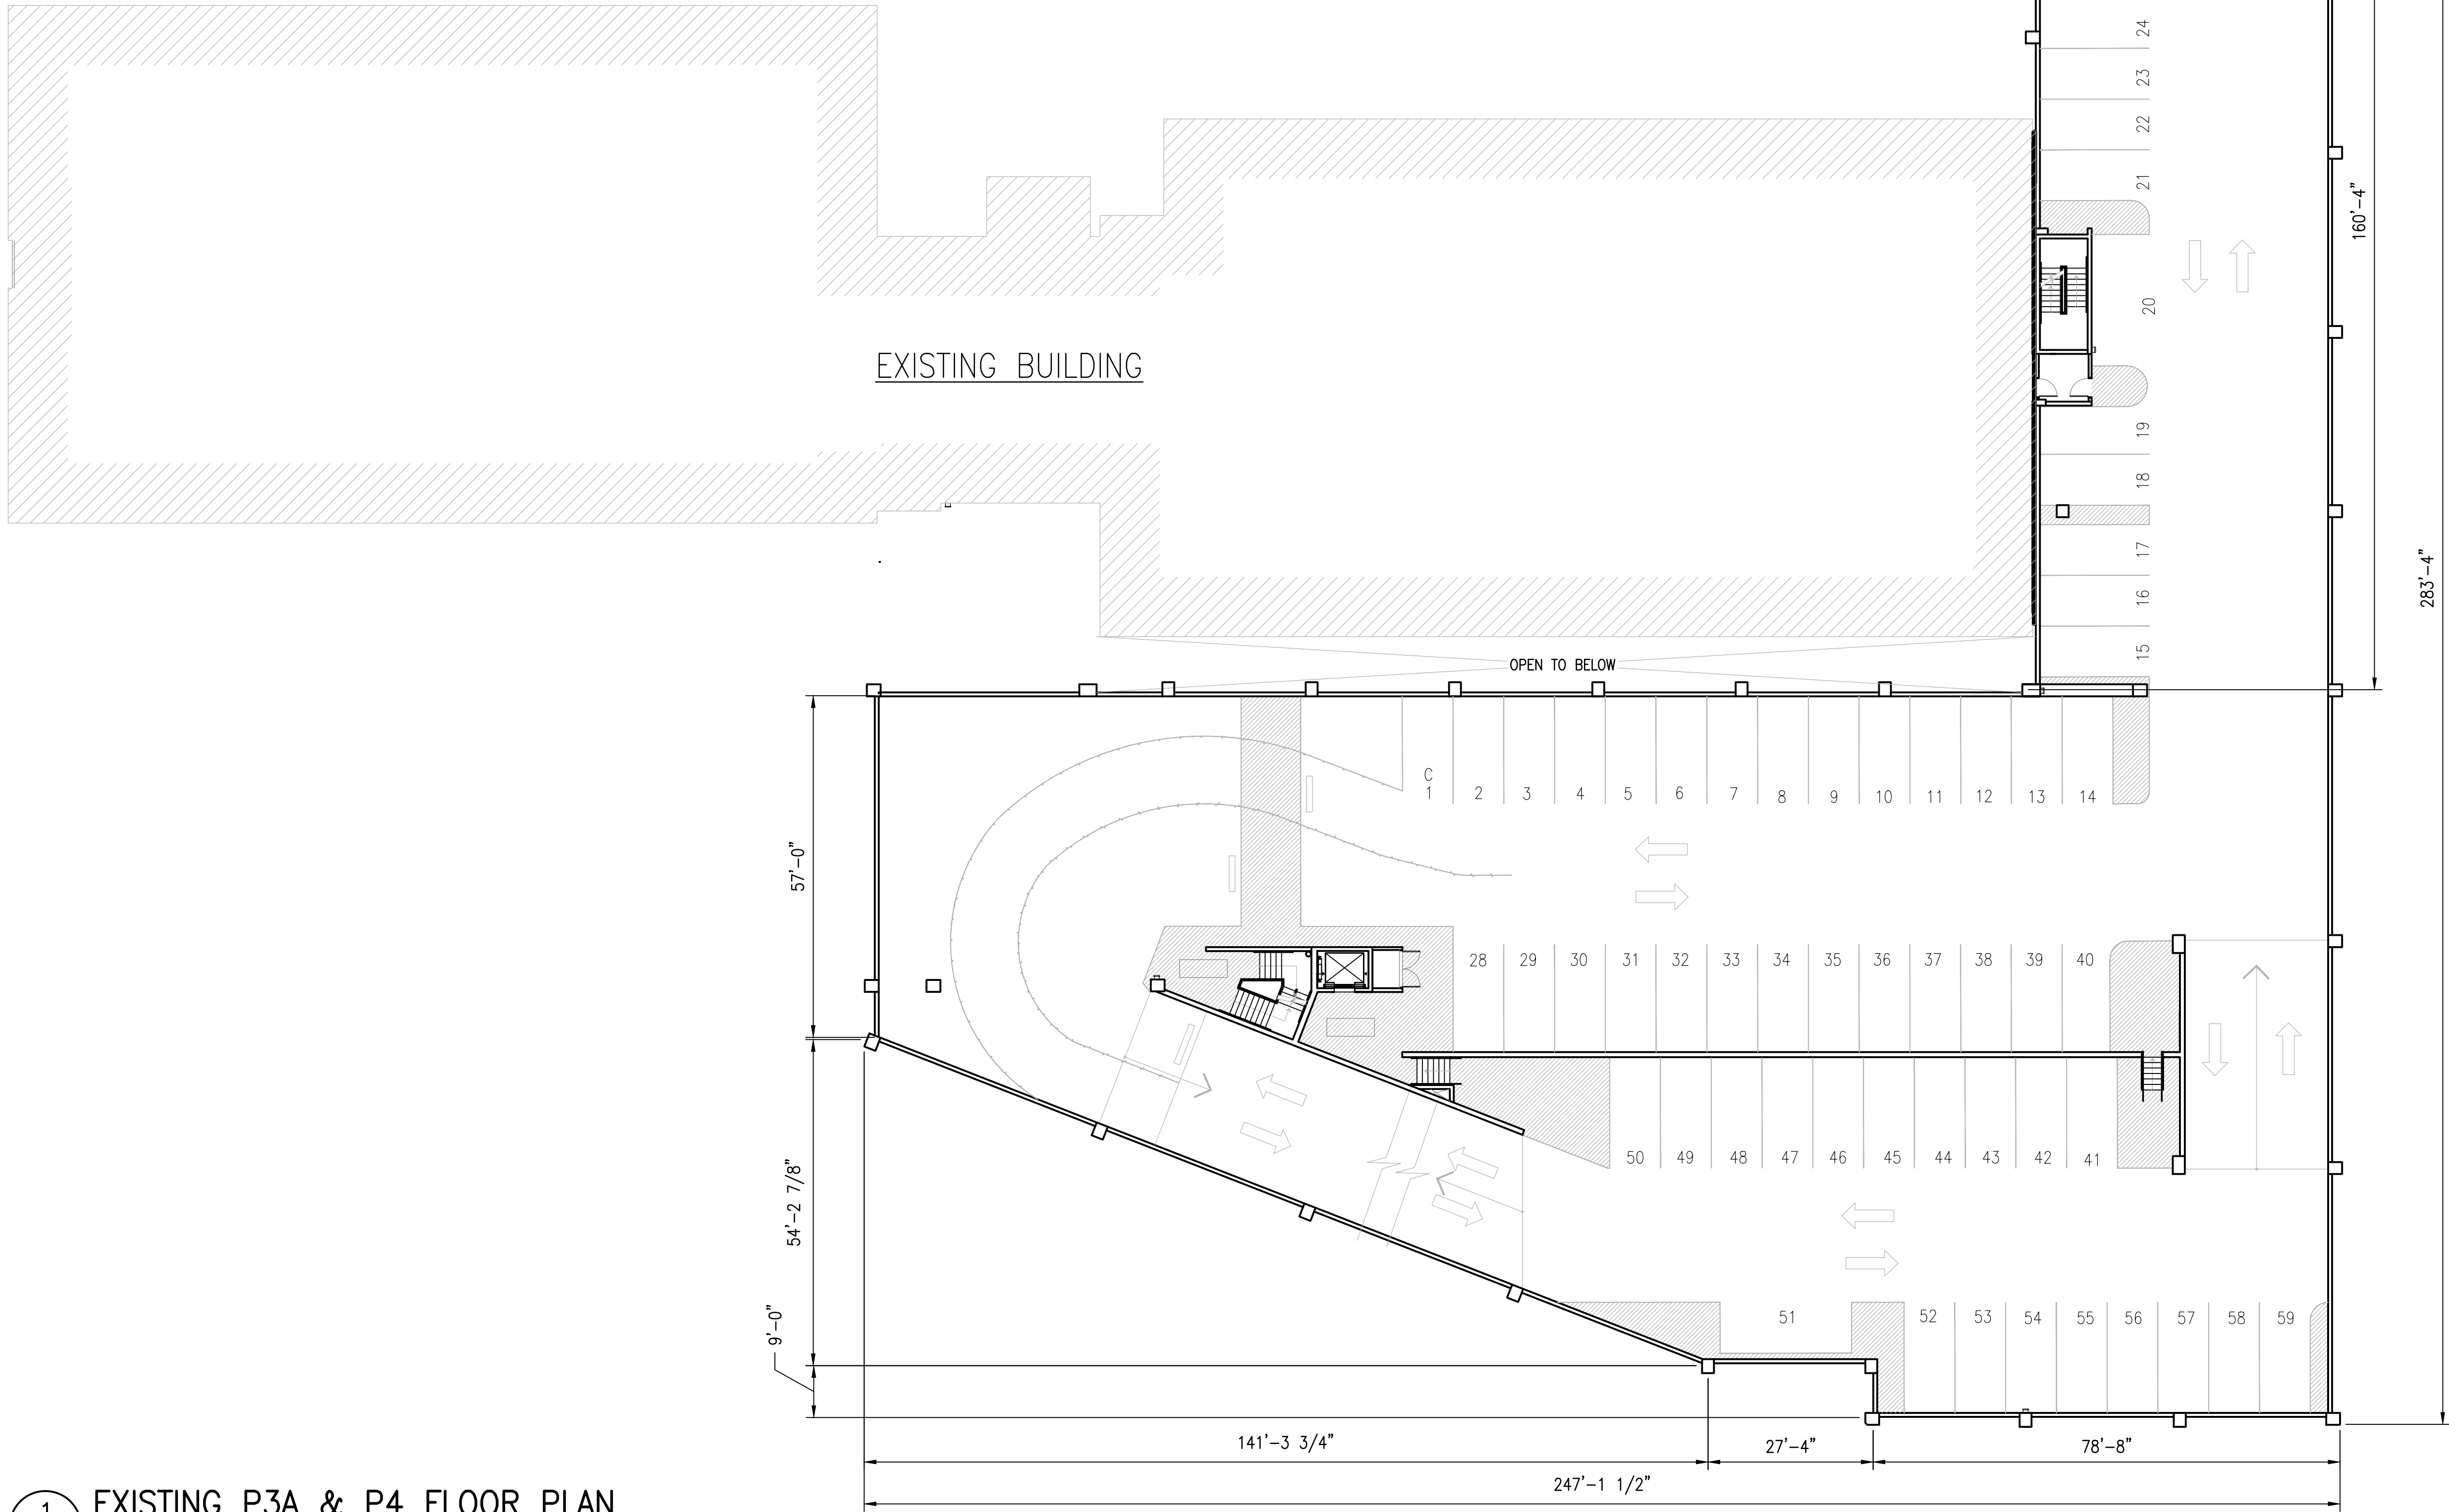 24
23
22
21
160'-4"
20
EXISTING BUILDING
19
18
17
283'-4"
16
15
OPEN TO BELOW
C
1 2 3 4 5 6 7 8 9 10 11 12 13 14
57'-0"
28 29 30 31 32 33 34 35 36 37 38 39 40
50 49 48 47 46 45 44 43 42 41
54'-2 7/8"
9'-0"
51 52 53 54 55 56 57 58 59
141'-3 3/4" 27'-4" 78'-8"
247'-1 1/2"
1 EXISTING P3A & P4 FLOOR PLAN